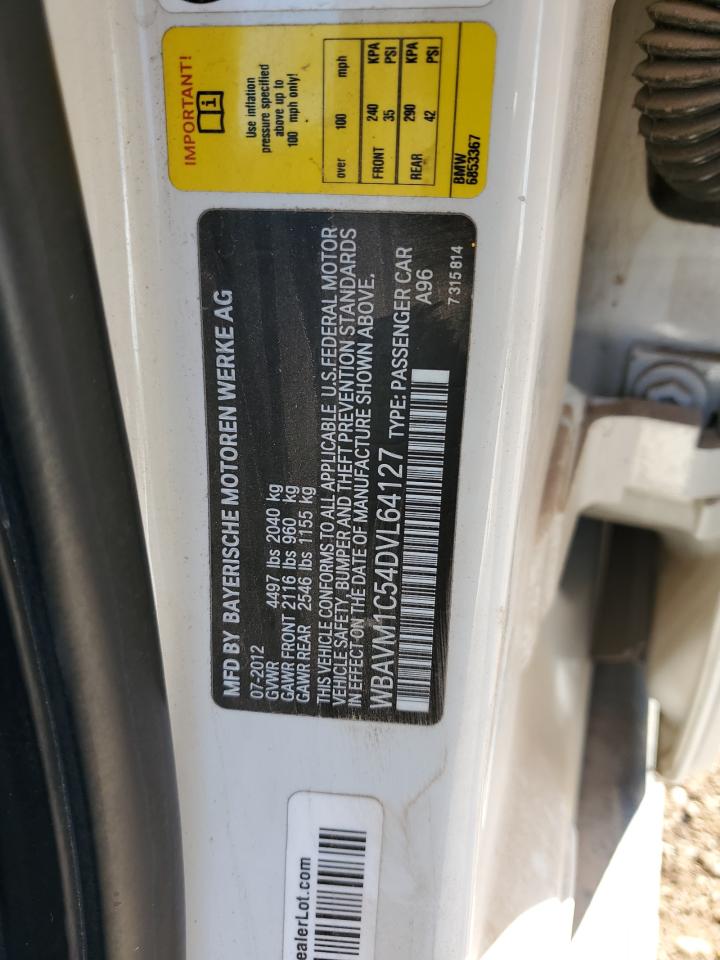 IMPORTANT!
i
Use inflation
pressure specified
above up to
100 mph only!
over 100 mph
FRONT 240 KPA
35 PSI
REAR 290 KPA
42 PSI
BMW
6853367
MFD BY BAYERISCHE MOTOREN WERKE AG
07-2012
GVWR 4497 lbs 2040 kg
GAWR FRONT 2116 lbs 960 kg
GAWR REAR 2546 lbs 1155 kg
THIS VEHICLE CONFORMS TO ALL APPLICABLE U.S. FEDERAL MOTOR
VEHICLE SAFETY, BUMPER AND THEFT PREVENTION STANDARDS
IN EFFECT ON THE DATE OF MANUFACTURE SHOWN ABOVE.
WBAVM1C54DVL64127 TYPE: PASSENGER CAR
A96
7 315 814
ealerLot.com